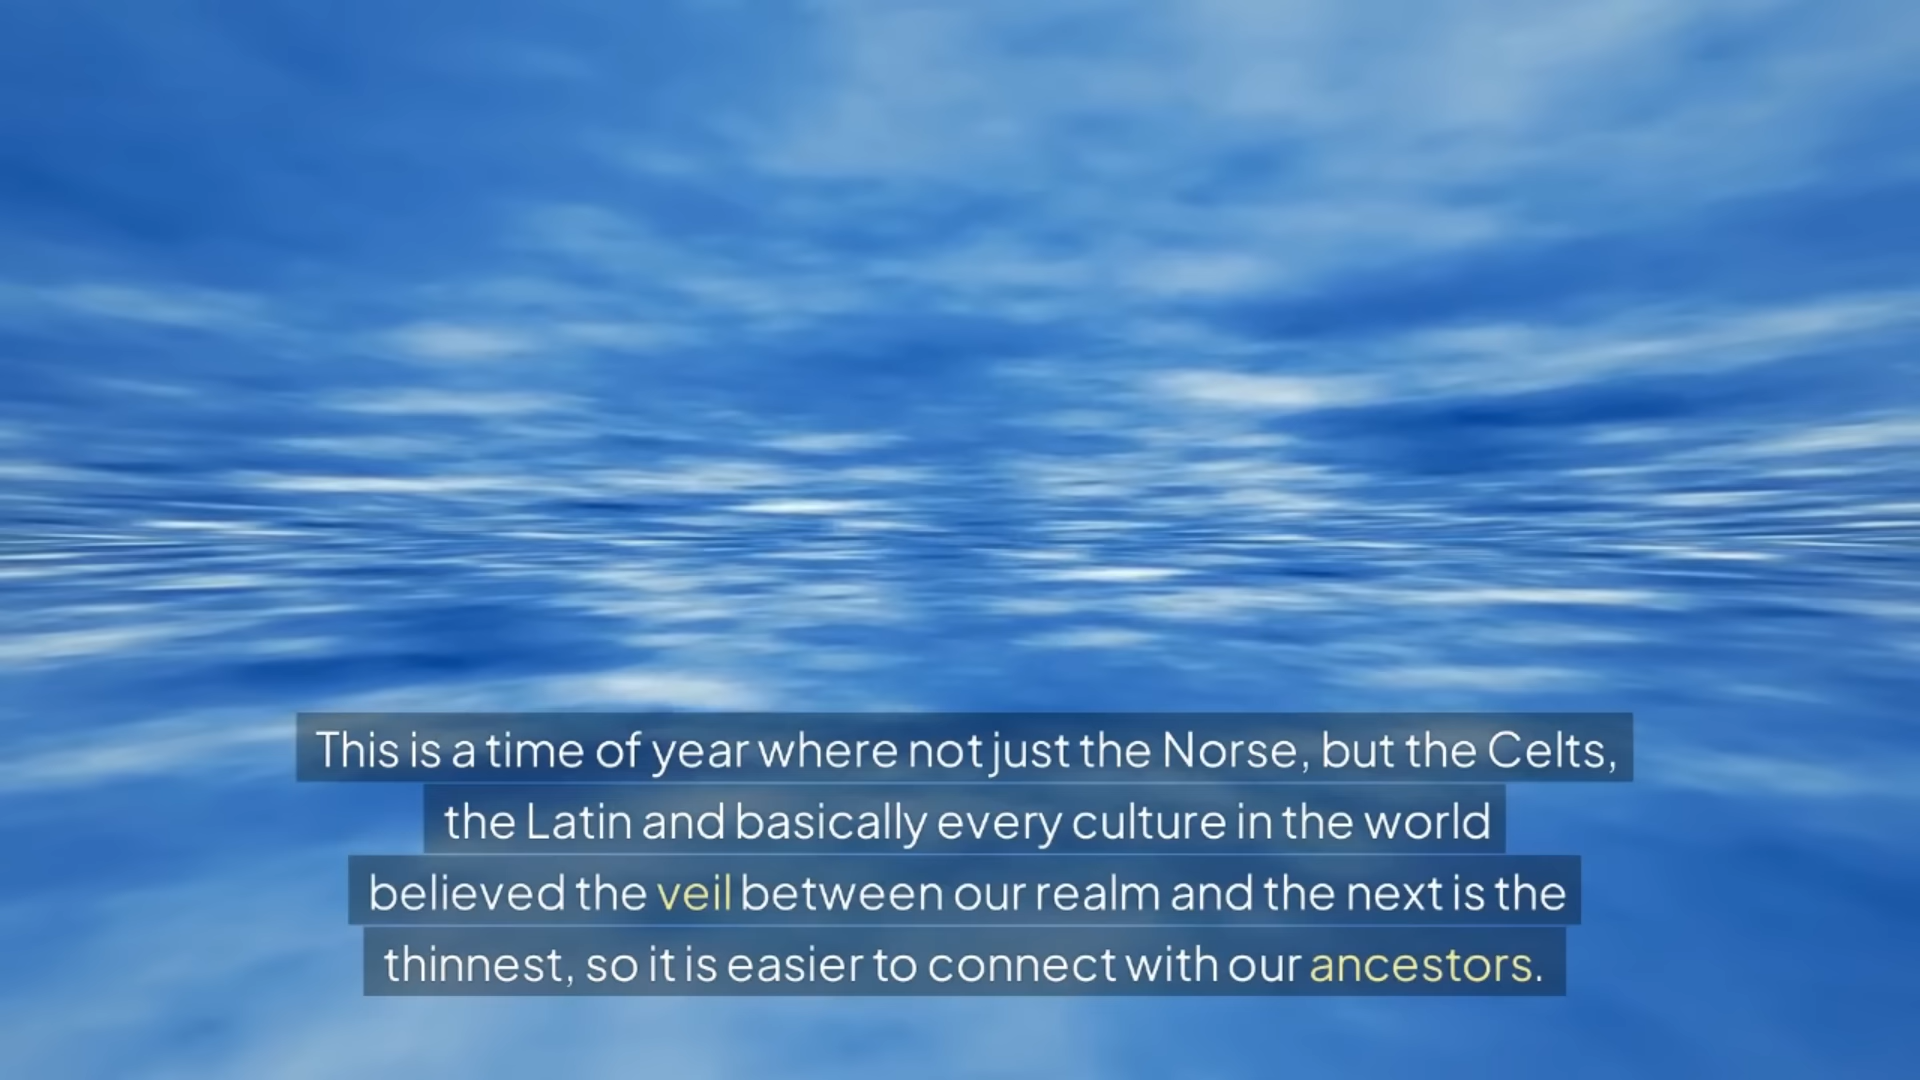 This is a time of year where not just the Norse, but the Celts,
the Latin and basically every culture in the world
believed the veil between our realm and the next is the
thinnest, so it is easier to connect with our ancestors.